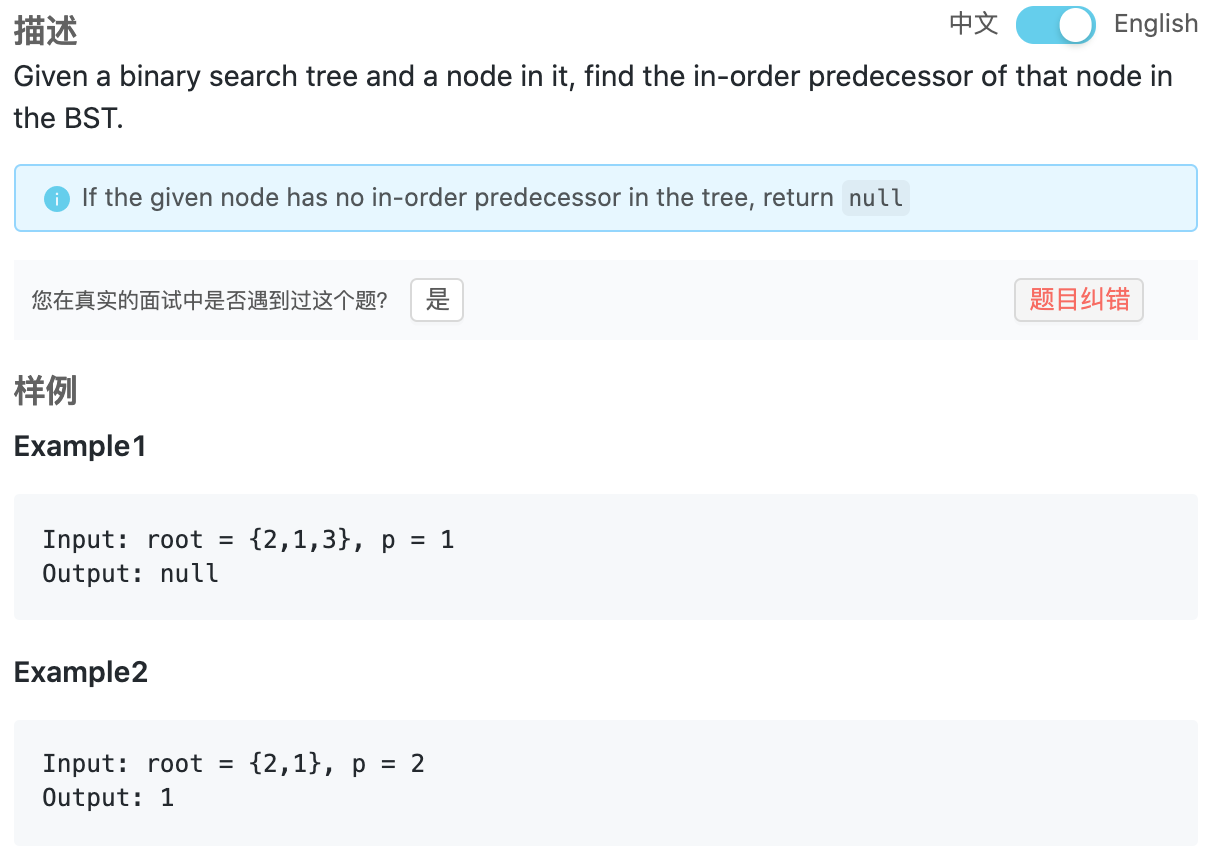 描述
中文 English
Given a binary search tree and a node in it, find the in-order predecessor of that node in
the BST.
i If the given node has no in-order predecessor in the tree, return null
您在真实的面试中是否遇到过这个题? 是 题目纠错
样例
Example1
Input: root = {2,1,3}, p = 1
Output: null
Example2
Input: root = {2,1}, p = 2
Output: 1